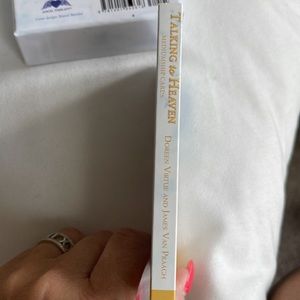 TALKING to HEAVEN
MEDIUMSHIP CARDS
DOREEN VIRTUE AND JAMES VAN PRAAGH